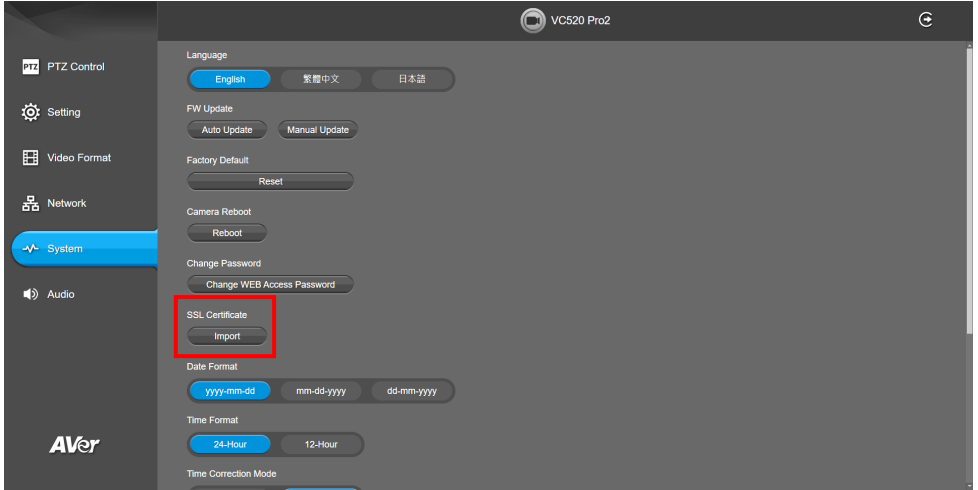 VC520 Pro2
PTZ PTZ Control
Setting
Video Format
Network
System
Audio
AVer
Language
English 繁體中文 日本語
FW Update
Auto Update Manual Update
Factory Default
Reset
Camera Reboot
Reboot
Change Password
Change WEB Access Password
SSL Certificate
Import
Date Format
yyyy-mm-dd mm-dd-yyyy dd-mm-yyyy
Time Format
24-Hour 12-Hour
Time Correction Mode